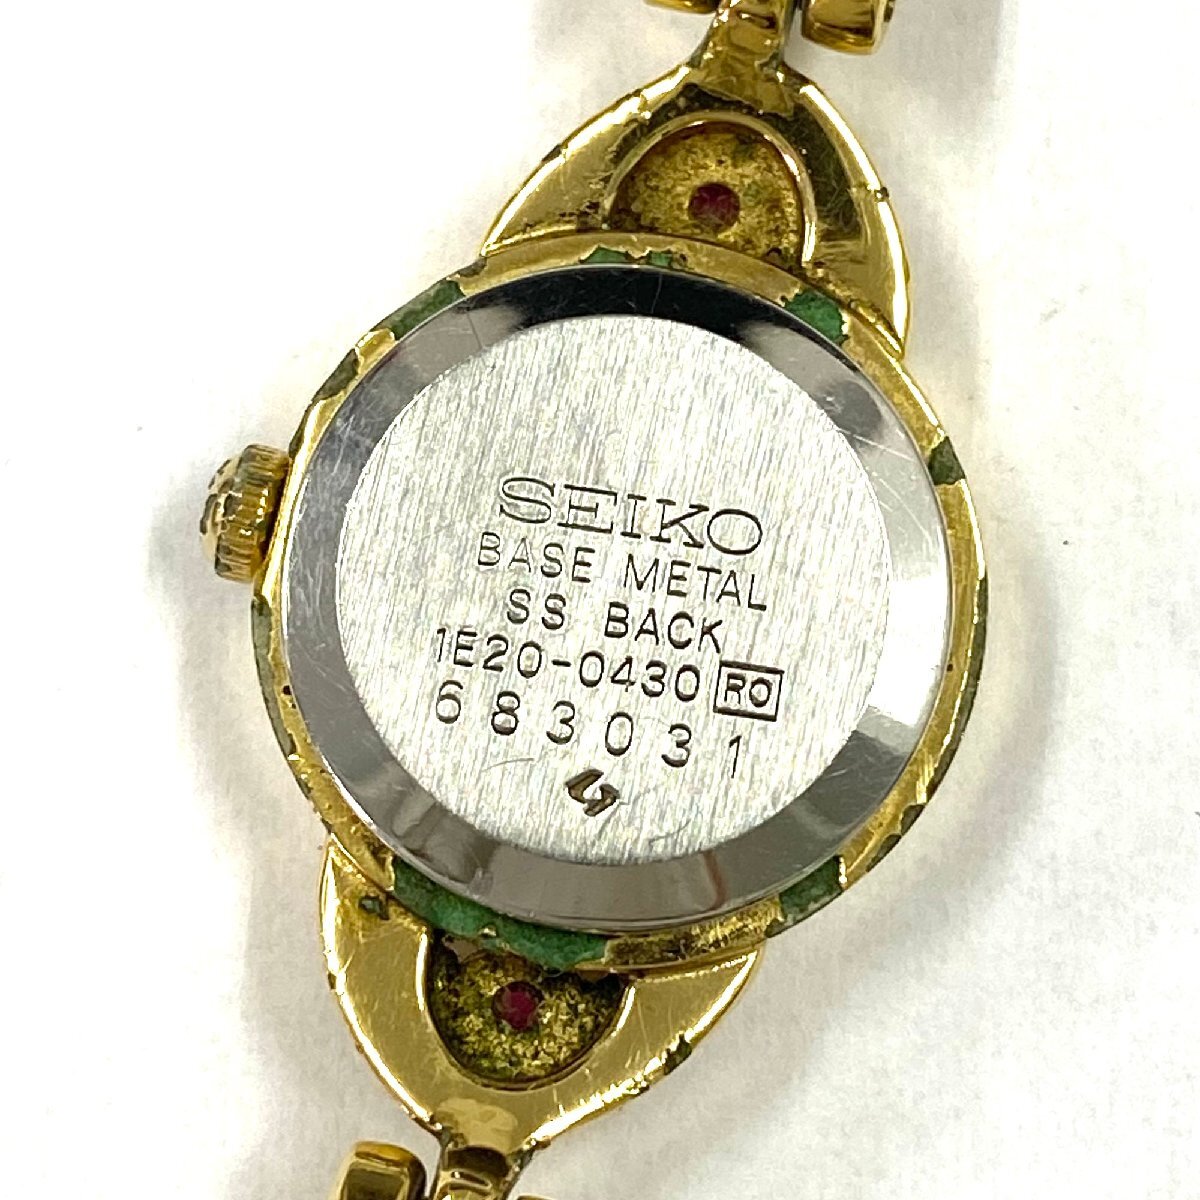 SEIKO
BASE METAL
SS BACK
1E20-0430 RO
683031